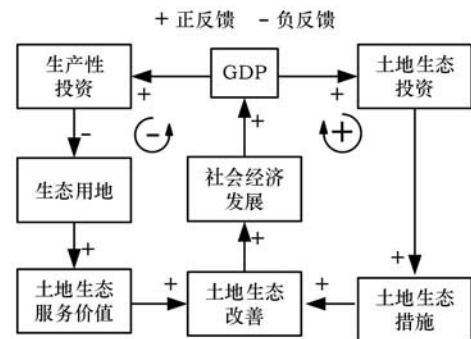 + 正反馈 − 负反馈
生产性
投资
GDP
土地生态
投资
+
+
−
−
+
+
生态用地
社会经济
发展
+
+
+
土地生态
服务价值
+
土地生态
改善
+
土地生态
措施